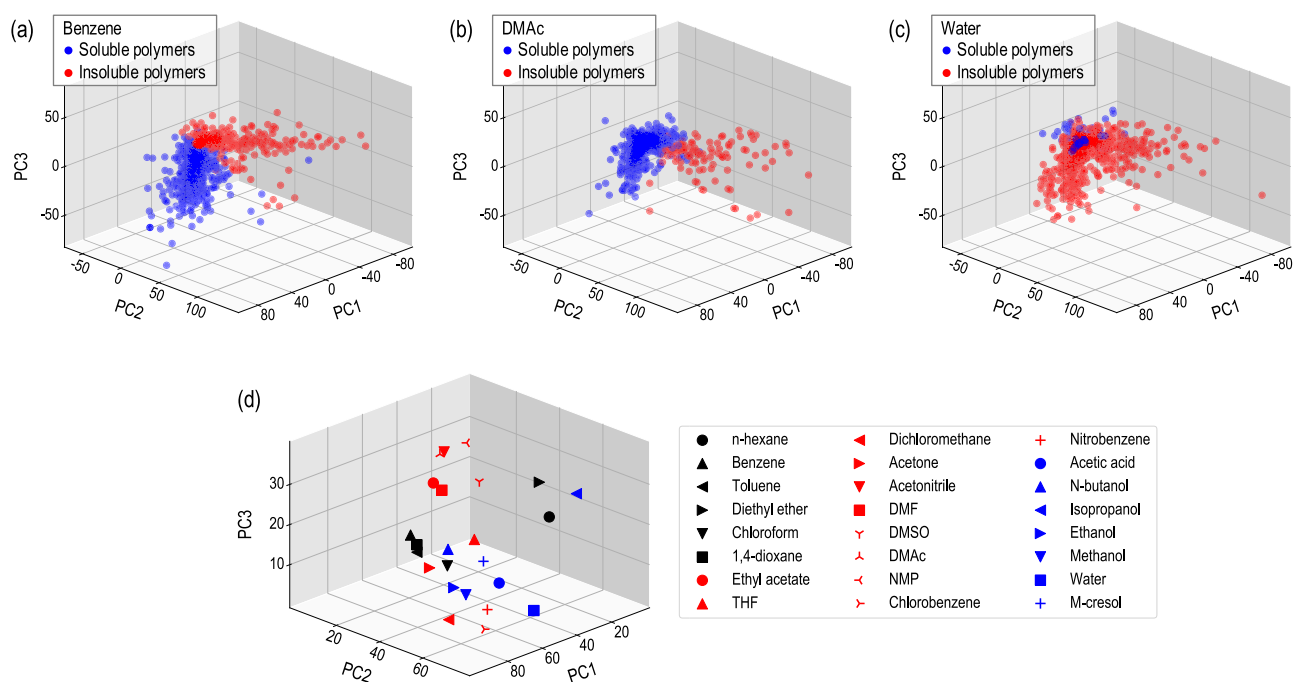 (a)
Benzene
Soluble polymers
Insoluble polymers
50
0
-50
PC3
-50
0
50
100
PC2
80
40
0
-40
-80
PC1
(b)
DMAc
Soluble polymers
Insoluble polymers
50
0
-50
PC3
-50
0
50
100
PC2
80
40
0
-40
-80
PC1
(c)
Water
Soluble polymers
Insoluble polymers
50
0
-50
PC3
-50
0
50
100
PC2
80
40
0
-40
-80
PC1
(d)
30
20
10
PC3
20
40
60
PC2
80
60
40
20
PC1
n-hexane
Benzene
Toluene
Diethyl ether
Chloroform
1,4-dioxane
Ethyl acetate
THF
Dichloromethane
Acetone
Acetonitrile
DMF
DMSO
DMAc
NMP
Chlorobenzene
Nitrobenzene
Acetic acid
N-butanol
Isopropanol
Ethanol
Methanol
Water
M-cresol